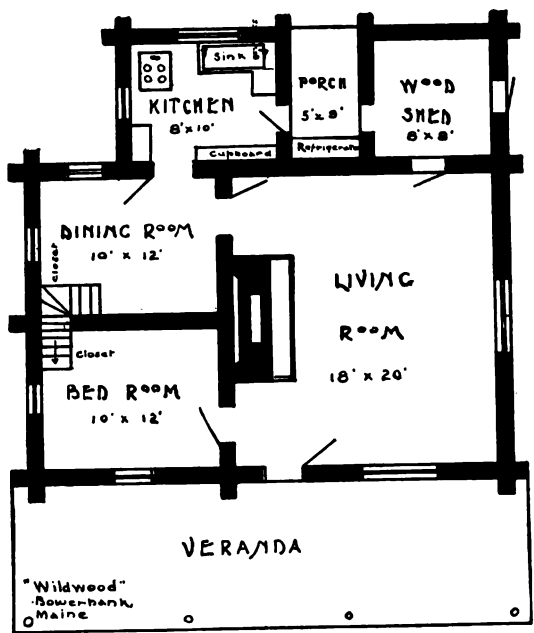 Sink
PORCH
5'x8'
WOOD
SHED
8'x8'
KITCHEN
8'x10'
Cupboard
Refrigerator
DINING ROOM
10' x 12'
Closet
LIVING
ROOM
18' x 20'
Closet
BED ROOM
10' x 12'
VERANDA
"Wildwood"
Bowerbank,
Maine